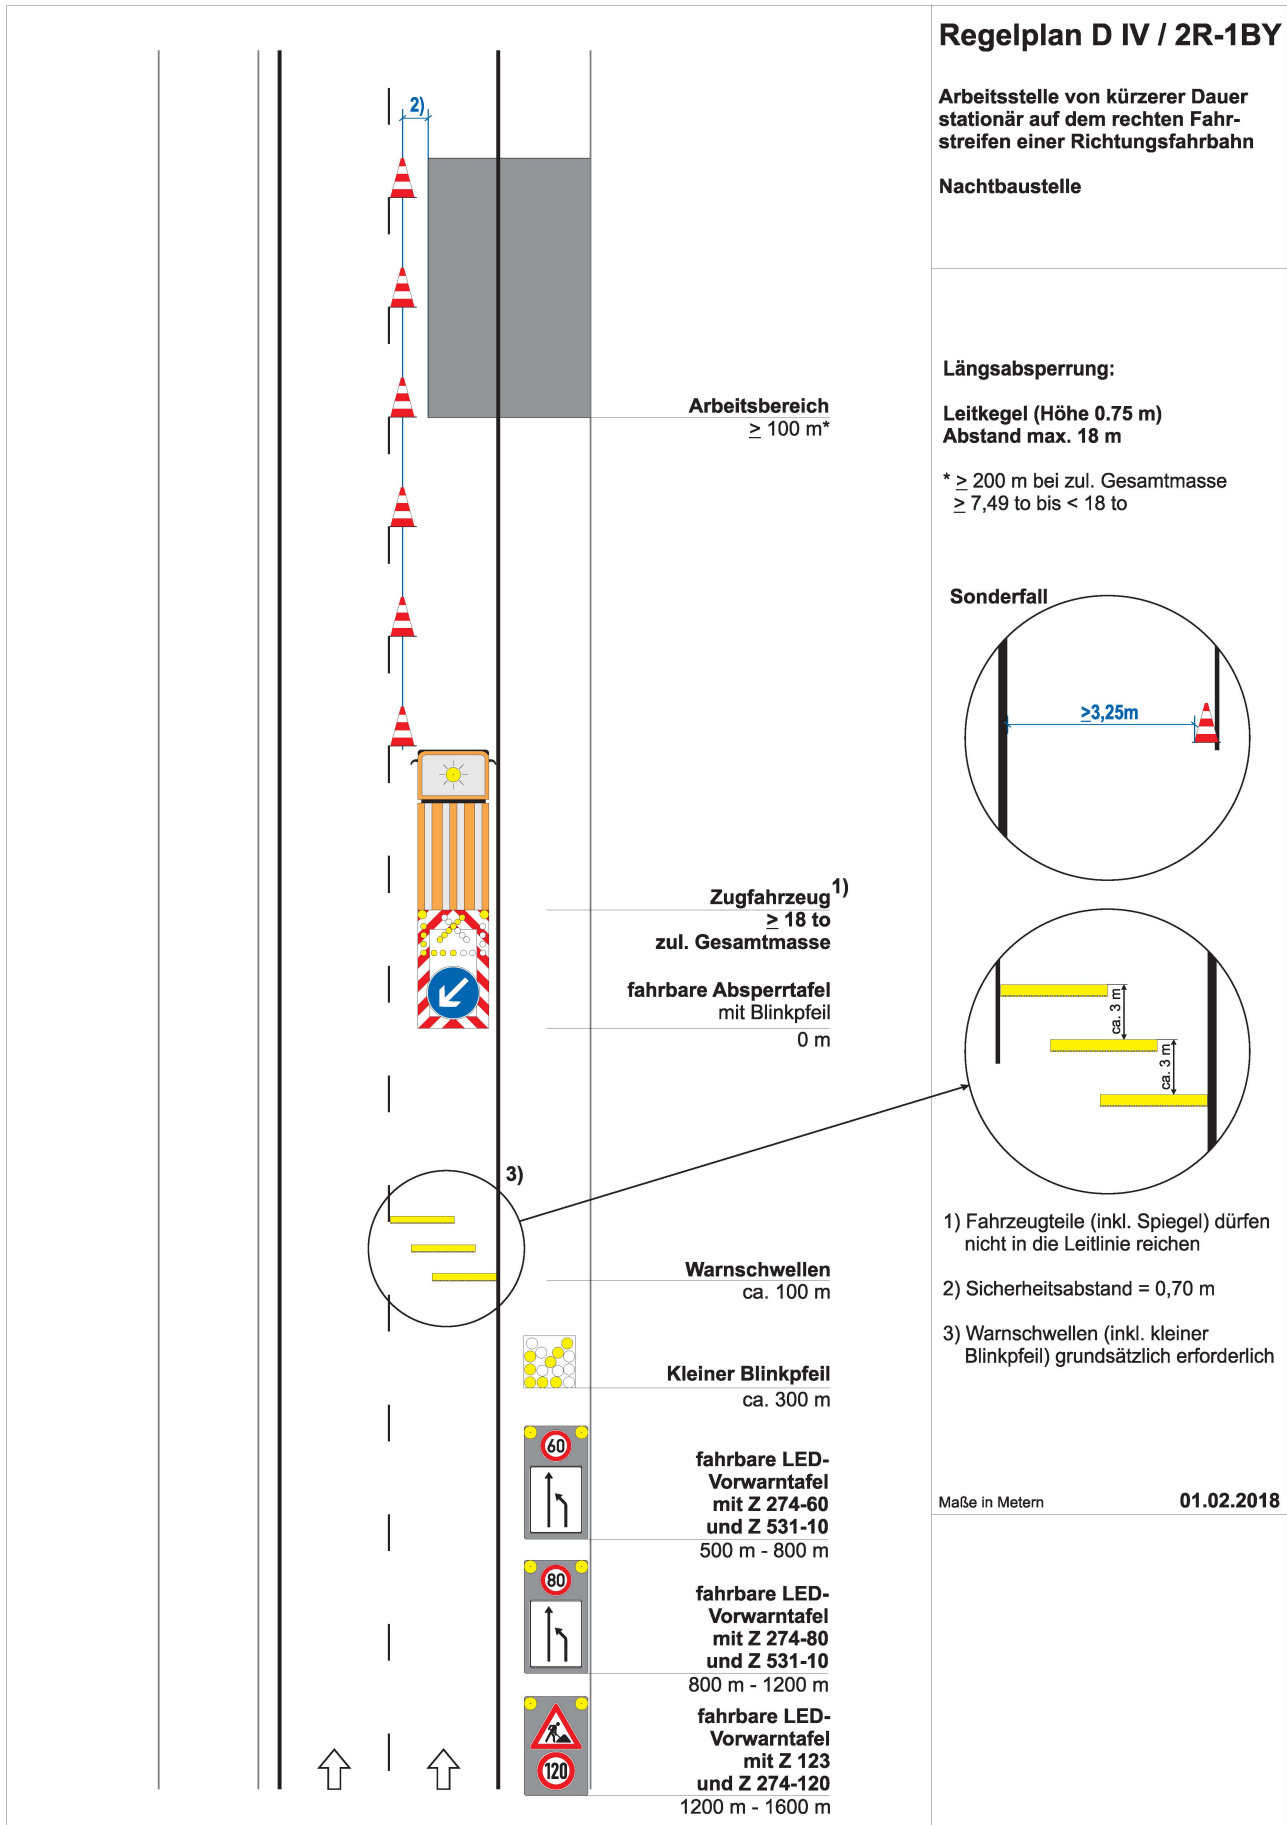 Regelplan D IV / 2R-1BY
Arbeitsstelle von kürzerer Dauer
stationär auf dem rechten Fahr-
streifen einer Richtungsfahrbahn
Nachtbaustelle
2)
Arbeitsbereich
≥ 100 m*
Längsabsperrung:
Leitkegel (Höhe 0.75 m)
Abstand max. 18 m
* ≥ 200 m bei zul. Gesamtmasse
≥ 7,49 to bis < 18 to
Sonderfall
≥3,25m
Zugfahrzeug 1)
≥ 18 to
zul. Gesamtmasse
fahrbare Absperrtafel
mit Blinkpfeil
0 m
ca. 3 m
ca. 3 m
3)
Warnschwellen
ca. 100 m
Kleiner Blinkpfeil
ca. 300 m
60
fahrbare LED-
Vorwarntafel
mit Z 274-60
und Z 531-10
500 m - 800 m
80
fahrbare LED-
Vorwarntafel
mit Z 274-80
und Z 531-10
800 m - 1200 m
120
fahrbare LED-
Vorwarntafel
mit Z 123
und Z 274-120
1200 m - 1600 m
1) Fahrzeugteile (inkl. Spiegel) dürfen
nicht in die Leitlinie reichen
2) Sicherheitsabstand = 0,70 m
3) Warnschwellen (inkl. kleiner
Blinkpfeil) grundsätzlich erforderlich
Maße in Metern
01.02.2018